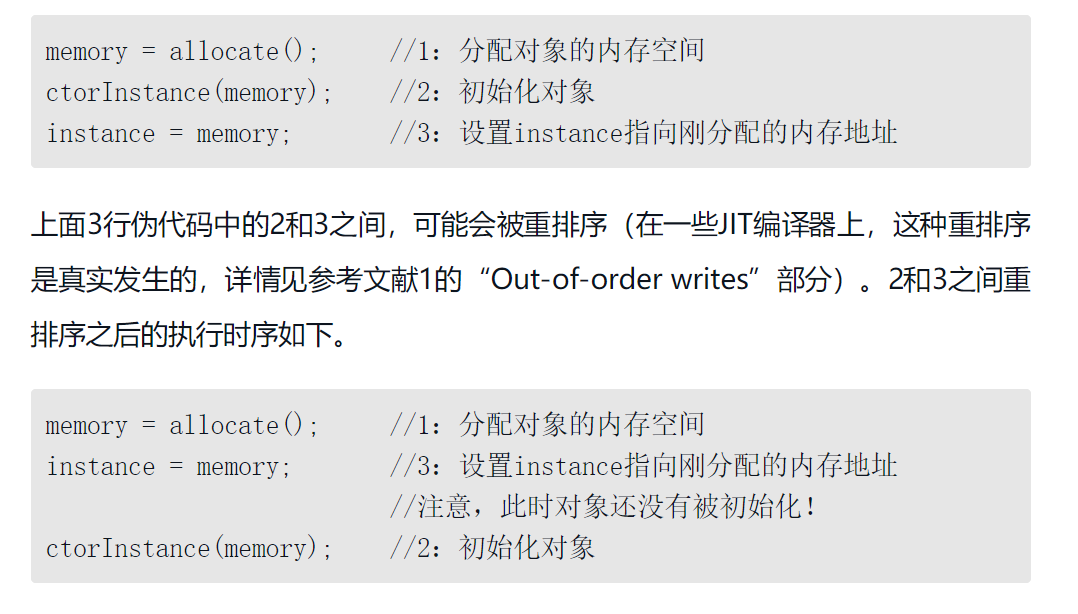 memory = allocate();    //1：分配对象的内存空间
ctorInstance(memory);   //2：初始化对象
instance = memory;      //3：设置instance指向刚分配的内存地址
上面3行伪代码中的2和3之间，可能会被重排序（在一些JIT编译器上，这种重排序
是真实发生的，详情见参考文献1的“Out-of-order writes”部分）。2和3之间重
排序之后的执行时序如下。
memory = allocate();    //1：分配对象的内存空间
instance = memory;      //3：设置instance指向刚分配的内存地址
                        //注意，此时对象还没有被初始化！
ctorInstance(memory);   //2：初始化对象